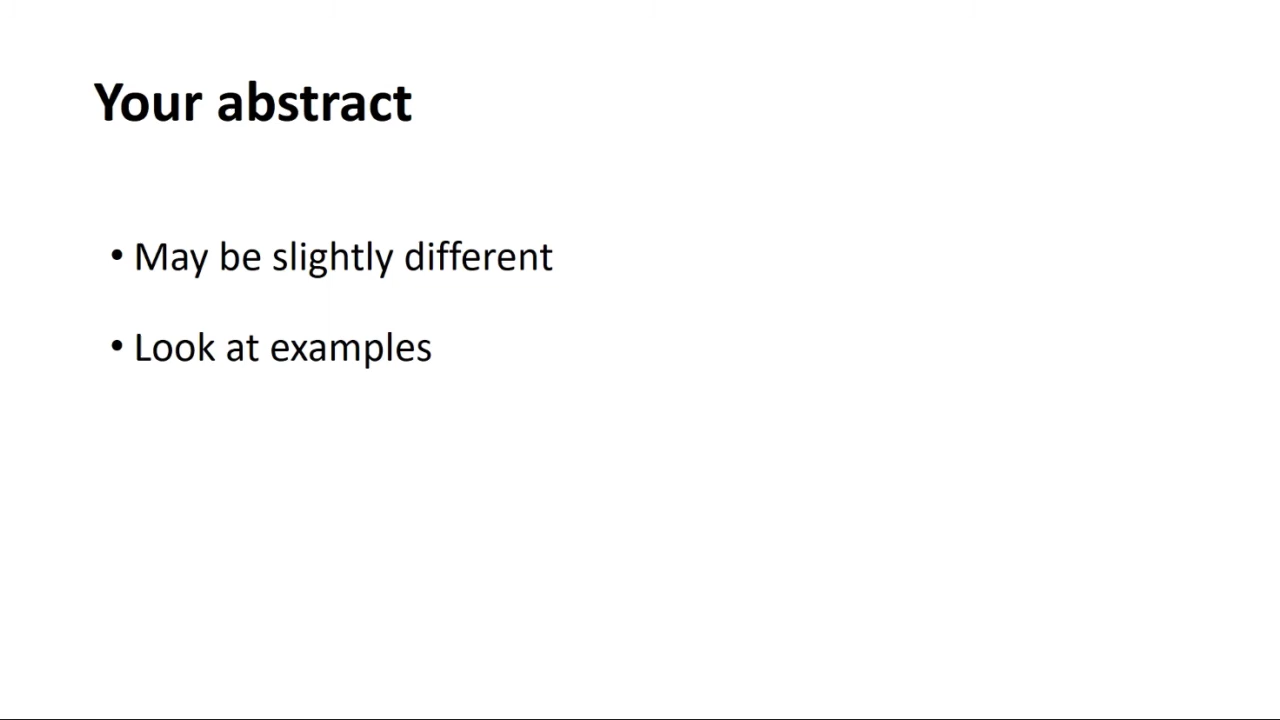 Your abstract
• May be slightly different
• Look at examples